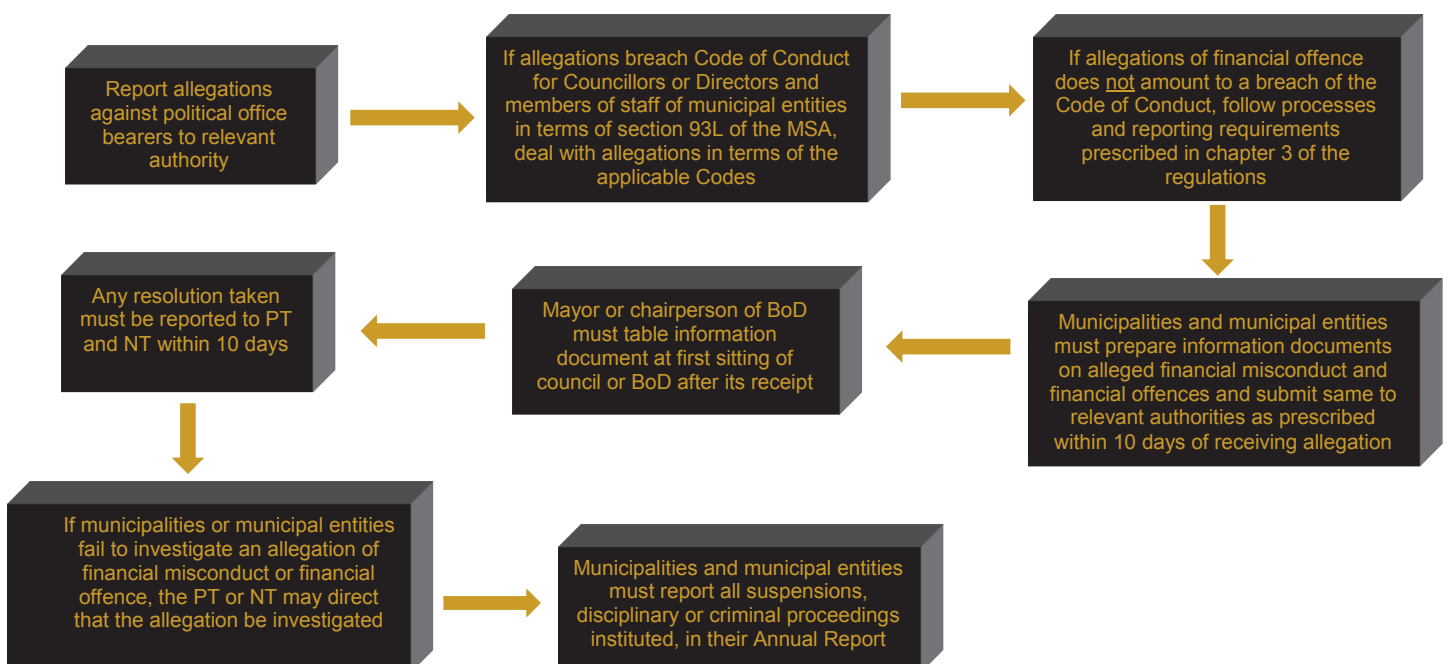 Report allegations
against political office
bearers to relevant
authority
If allegations breach Code of Conduct
for Councillors or Directors and
members of staff of municipal entities
in terms of section 93L of the MSA,
deal with allegations in terms of the
applicable Codes
If allegations of financial offence
does not amount to a breach of the
Code of Conduct, follow processes
and reporting requirements
prescribed in chapter 3 of the
regulations
Municipalities and municipal entities
must prepare information documents
on alleged financial misconduct and
financial offences and submit same to
relevant authorities as prescribed
within 10 days of receiving allegation
Mayor or chairperson of BoD
must table information
document at first sitting of
council or BoD after its receipt
Any resolution taken
must be reported to PT
and NT within 10 days
If municipalities or municipal entities
fail to investigate an allegation of
financial misconduct or financial
offence, the PT or NT may direct
that the allegation be investigated
Municipalities and municipal entities
must report all suspensions,
disciplinary or criminal proceedings
instituted, in their Annual Report